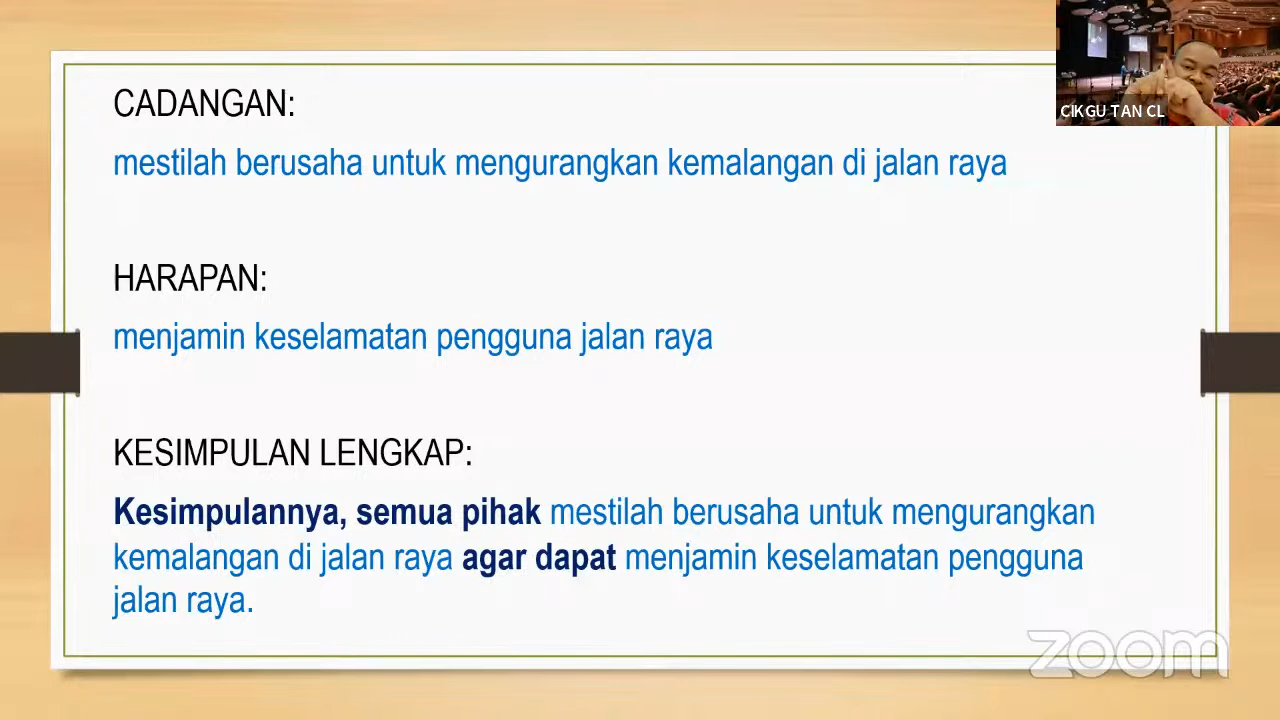 CADANGAN:
mestilah berusaha untuk mengurangkan kemalangan di jalan raya
HARAPAN:
menjamin keselamatan pengguna jalan raya
KESIMPULAN LENGKAP:
Kesimpulannya, semua pihak mestilah berusaha untuk mengurangkan
kemalangan di jalan raya agar dapat menjamin keselamatan pengguna
jalan raya.
CIKGU TAN CL
zoom